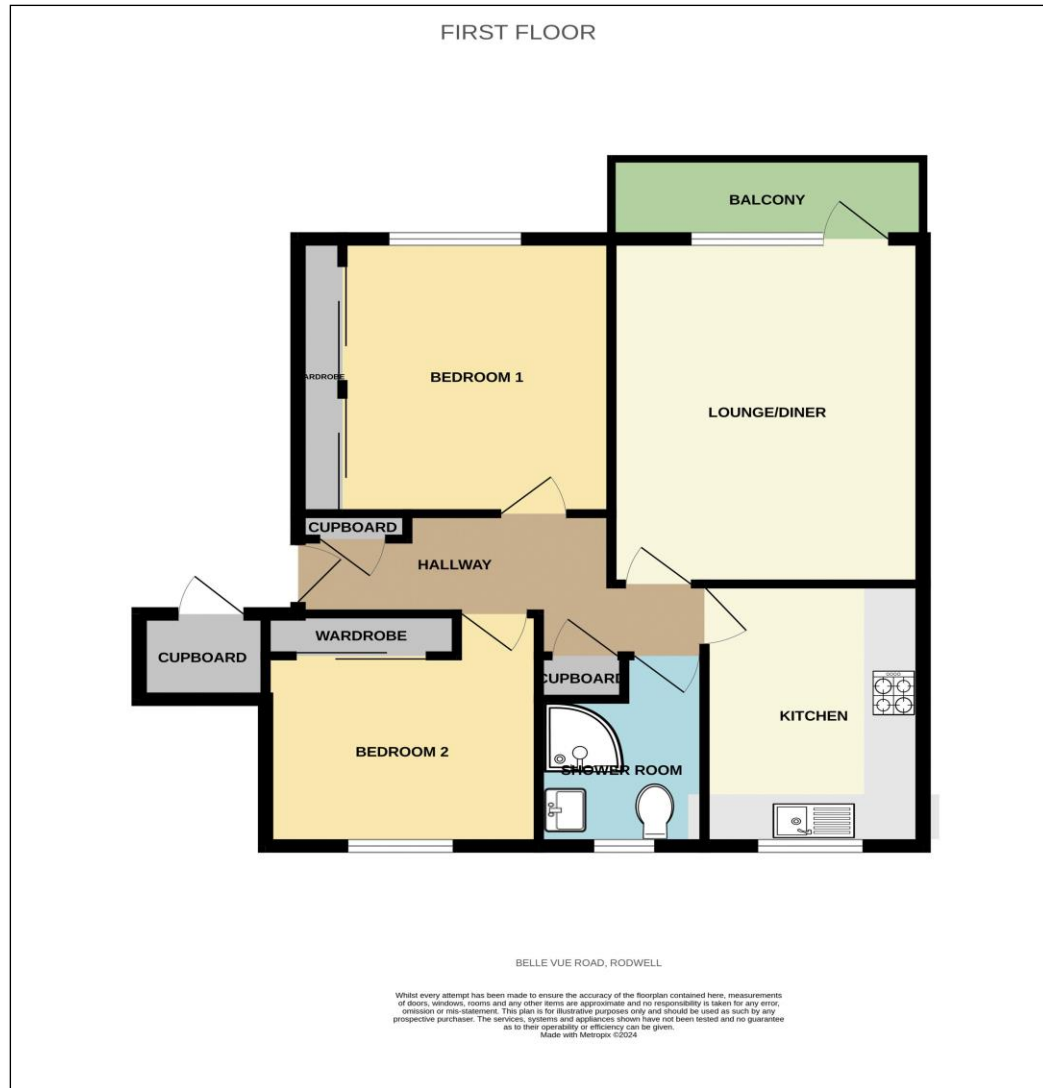 FIRST FLOOR
BALCONY
BEDROOM 1
ARDROBE
LOUNGE/DINER
CUPBOARD
HALLWAY
WARDROBE
CUPBOARD
CUPBOARD
KITCHEN
BEDROOM 2
SHOWER ROOM
BELLE VUE ROAD, RODWELL
Whilst every attempt has been made to ensure the accuracy of the floorplan contained here, measurements
of doors, windows, rooms and any other items are approximate and no responsibility is taken for any error,
omission or mis-statement. This plan is for illustrative purposes only and should be used as such by any
prospective purchaser. The services, systems and appliances shown have not been tested and no guarantee
as to their operability or efficiency can be given.
Made with Metropix ©2024